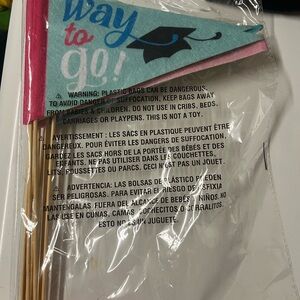 way
to
go!
⚠ WARNING: PLASTIC BAGS CAN BE DANGEROUS.
TO AVOID DANGER OF SUFFOCATION, KEEP BAGS AWAY
FROM BABIES & CHILDREN. DO NOT USE IN CRIBS, BEDS,
CARRIAGES OR PLAYPENS. THIS IS NOT A TOY.
AVERTISSEMENT : LES SACS EN PLASTIQUE PEUVENT ÊTRE
DANGEREUX. POUR ÉVITER LES DANGERS DE SUFFOCATION,
GARDEZ LES SACS HORS DE LA PORTÉE DES BÉBÉS ET DES
ENFANTS. NE PAS UTILISER DANS LES COUCHETTES,
LITS, POUSSETTES OU PARCS. CECI N'EST PAS UN JOUET.
⚠ ADVERTENCIA: LAS BOLSAS DE PLÁSTICO PUEDEN
SER PELIGROSAS. PARA EVITAR EL RIESGO DE ASFIXIA
MANTÉNGALAS FUERA DEL ALCANCE DE BEBÉS Y NIÑOS. NO
LAS USE EN CUNAS, CAMAS, COCHECITOS O CORRALITOS.
ESTO NO ES UN JUGUETE.